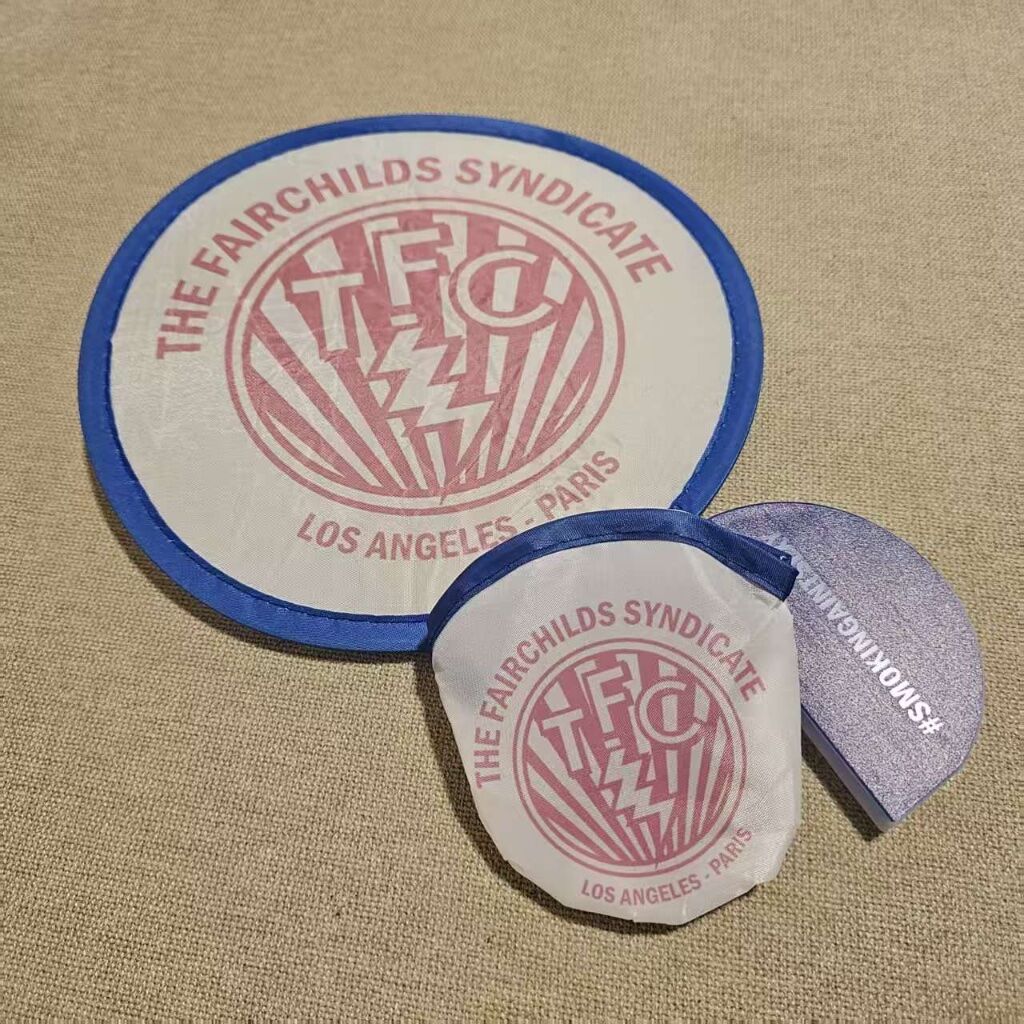 THE FAIRCHILDS SYNDICATE
TFC
LOS ANGELES - PARIS
THE FAIRCHILDS SYNDICATE
TFC
LOS ANGELES - PARIS